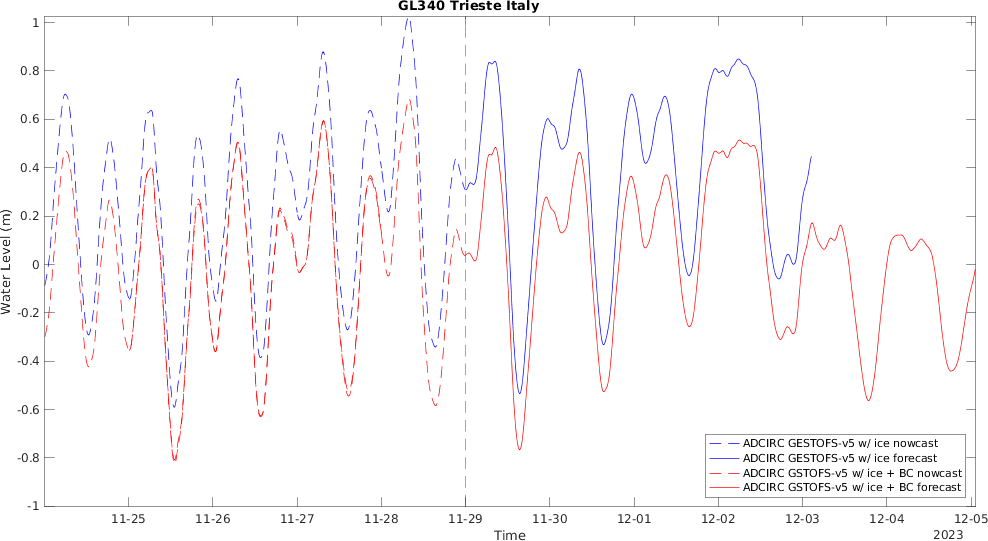 GL340 Trieste Italy
Water Level (m)
1
0.8
0.6
0.4
0.2
0
-0.2
-0.4
-0.6
-0.8
-1
ADCIRC GESTOFS-v5 w/ ice nowcast
ADCIRC GESTOFS-v5 w/ ice forecast
ADCIRC GSTOFS-v5 w/ ice + BC nowcast
ADCIRC GSTOFS-v5 w/ ice + BC forecast
11-25 11-26 11-27 11-28 11-29 11-30 12-01 12-02 12-03 12-04 12-05
Time
2023